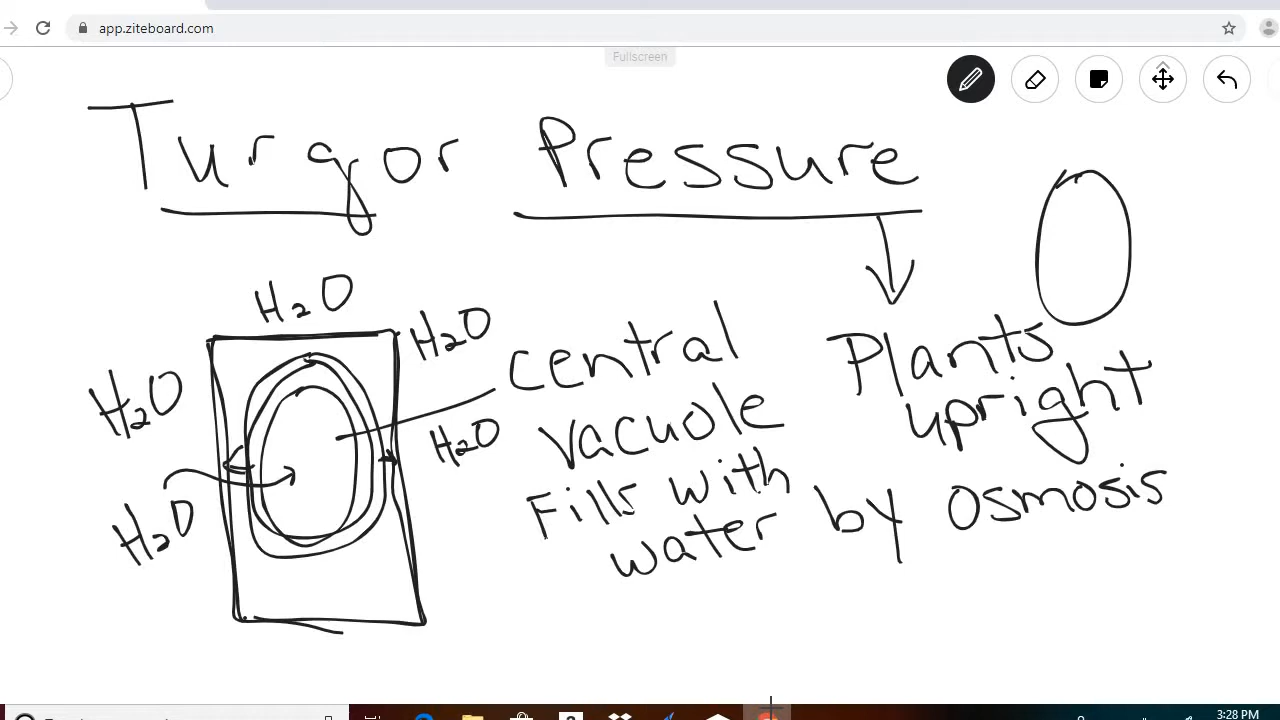 app.ziteboard.com
Fullscreen
Turgor Pressure
H₂O
H₂O
H₂O
H₂O
H₂O
central
vacuole
Fills with
water by osmosis
Plants
upright
3:28 PM